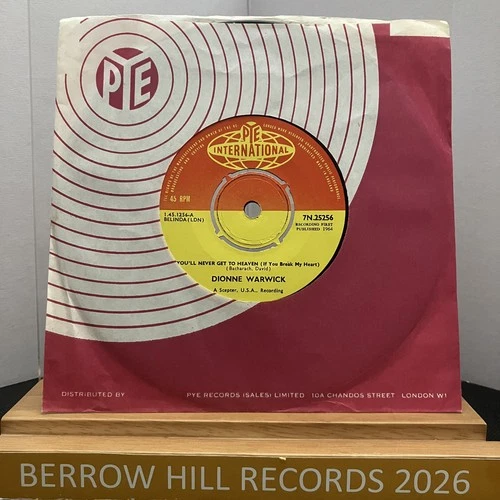 PYE
PYE
INTERNATIONAL
45 RPM
1.45.1256-A
BELINDA (LDN)
7N.25256
RECORDING FIRST
PUBLISHED 1964
YOU'LL NEVER GET TO HEAVEN (If You Break My Heart)
(Bacharach, David)
DIONNE WARWICK
A Scepter, U.S.A., Recording
DISTRIBUTED BY PYE RECORDS (SALES) LIMITED 10A CHANDOS STREET LONDON W1
BERROW HILL RECORDS 2026